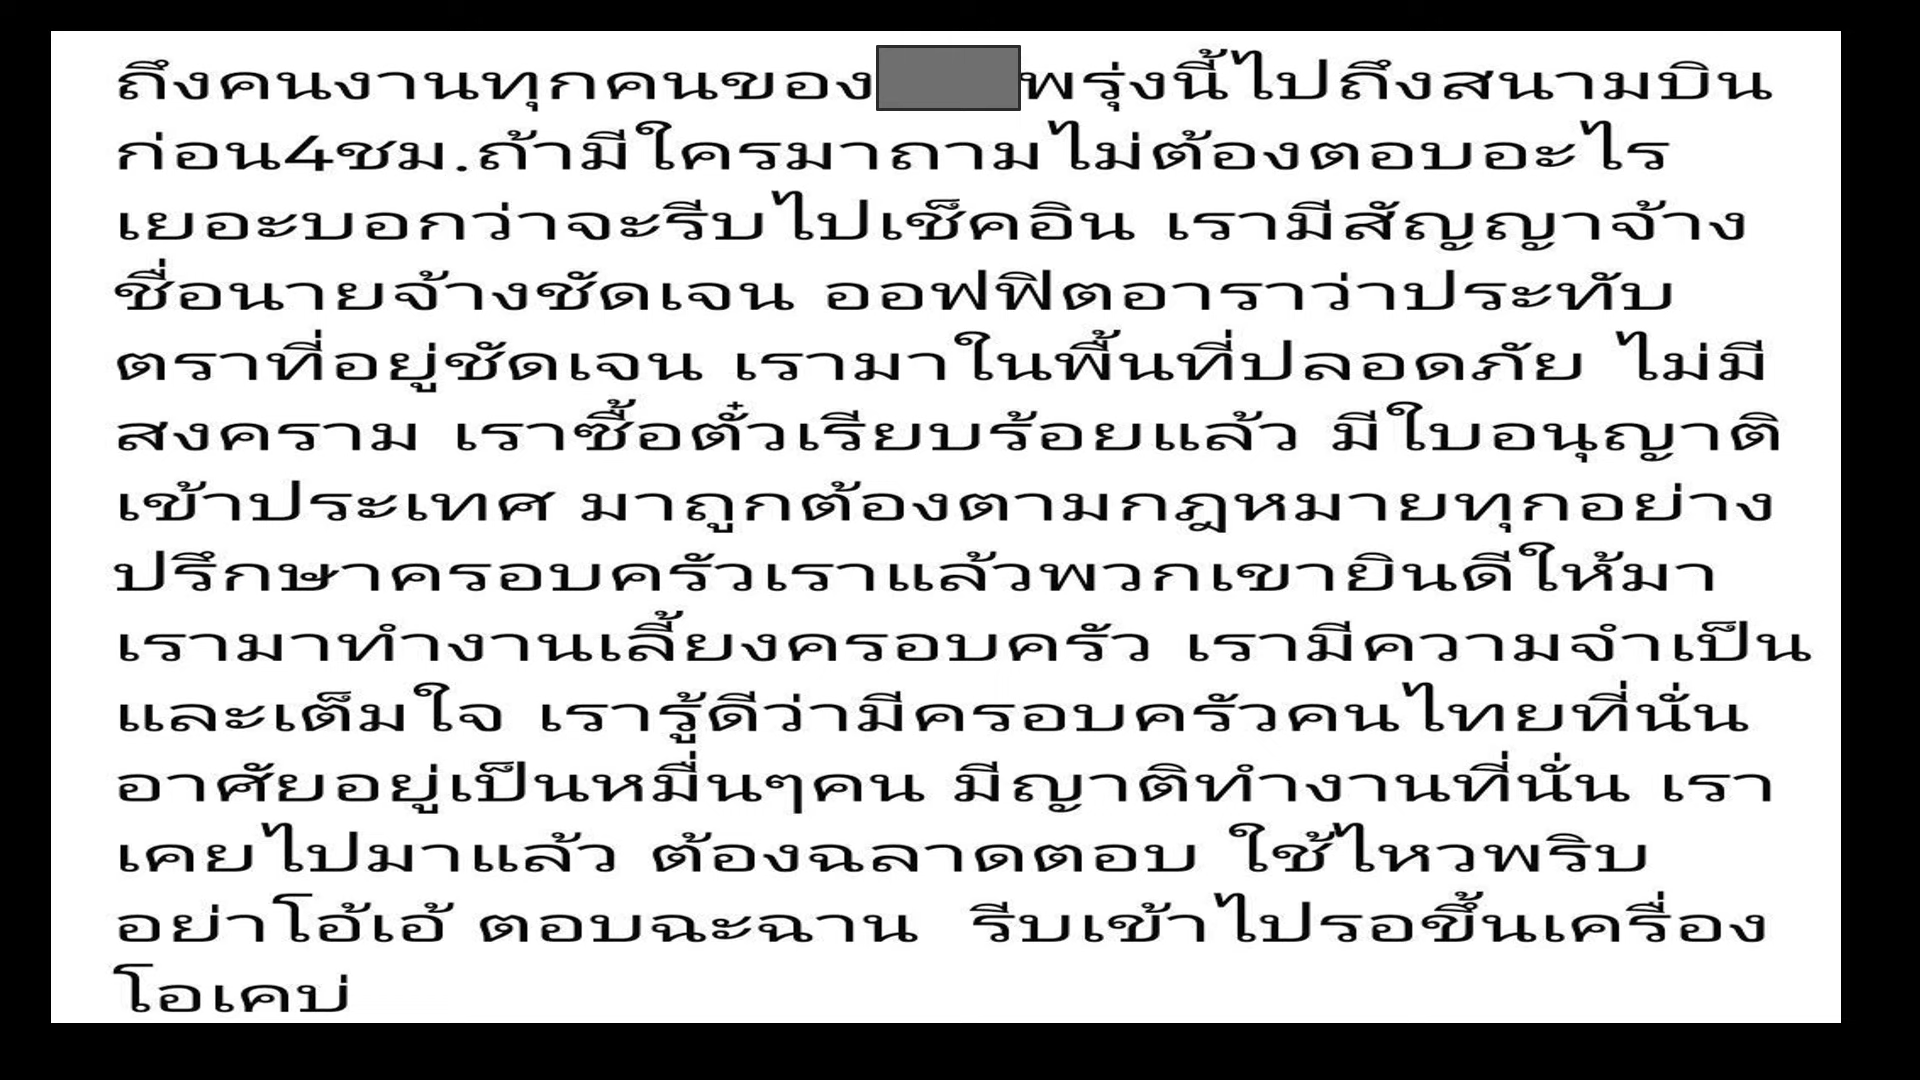 ถึงคนงานทุกคนของ พรุ่งนี้ไปถึงสนามบิน
ก่อน4ชม.ถ้ามีใครมาถามไม่ต้องตอบอะไร
เยอะบอกว่าจะรีบไปเช็คอิน เรามีสัญญาจ้าง
ชื่อนายจ้างชัดเจน ออฟฟิตอาราว่าประทับ
ตราที่อยู่ชัดเจน เรามาในพื้นที่ปลอดภัย ไม่มี
สงคราม เราซื้อตั๋วเรียบร้อยแล้ว มีใบอนุญาติ
เข้าประเทศ มาถูกต้องตามกฎหมายทุกอย่าง
ปรึกษาครอบครัวเราแล้วพวกเขายินดีให้มา
เรามาทำงานเลี้ยงครอบครัว เรามีความจำเป็น
และเต็มใจ เรารู้ดีว่ามีครอบครัวคนไทยที่นั่น
อาศัยอยู่เป็นหมื่นๆคน มีญาติทำงานที่นั่น เรา
เคยไปมาแล้ว ต้องฉลาดตอบ ใช้ไหวพริบ
อย่าโอ้เอ้ ตอบฉะฉาน รีบเข้าไปรอขึ้นเครื่อง
โอเคบ่